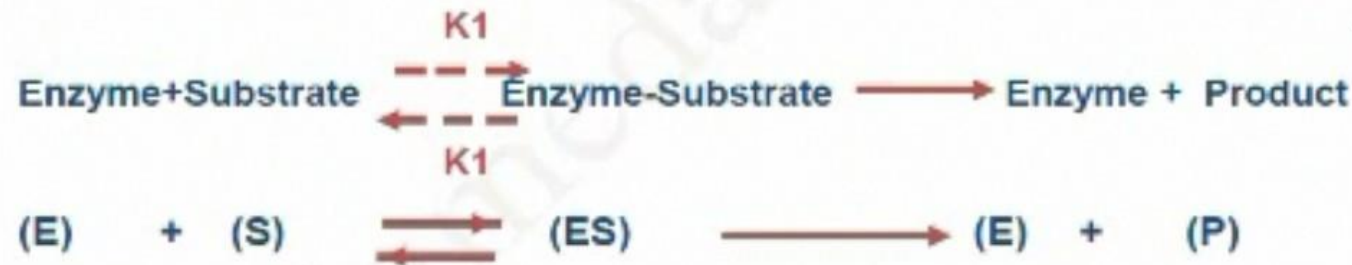 K1
Enzyme+Substrate Enzyme-Substrate Enzyme + Product
K1
(E) + (S) (ES) (E) + (P)